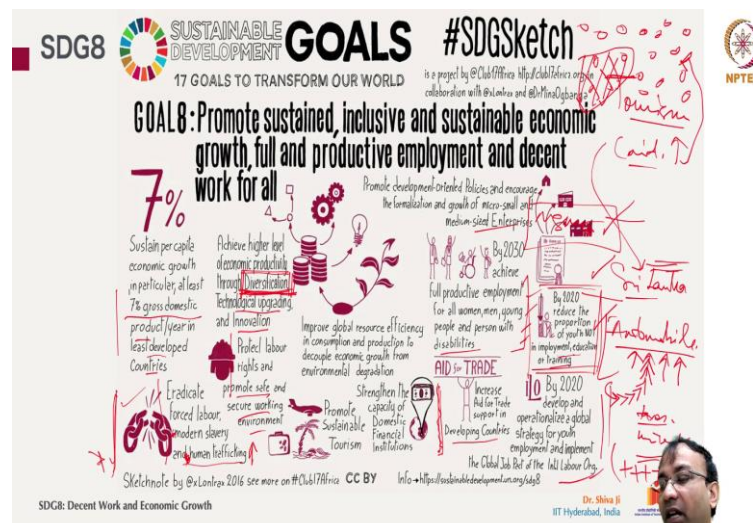 SDG8
SUSTAINABLE
DEVELOPMENT
GOALS
17 GOALS TO TRANSFORM OUR WORLD
#SDGSketch
is a project by @Club17Africa http://club17africa.org in
collaboration with @xLontrax and @DrMinaOgbanga
NPTEL
Tourism
Covid. ↑
GOAL8: Promote sustained, inclusive and sustainable economic
growth, full and productive employment and decent
work for all
7%
Sustain per capita
economic growth
in particular, at least
7% gross domestic
product/year in
least developed
Countries
Achieve higher level
of economic productivity
through Diversification,
technological upgrading,
and Innovation
Promote development-oriented Policies and encourage
the formalization and growth of micro-small and
medium-sized Enterprises
Improve global resource efficiency
in consumption and production to
decouple economic growth from
environmental degradation
By 2030
achieve
full productive employment
for all women, men, young
people and person with
disabilities
By 2020
reduce the
proportion
of youth NOT
in employment, education
or training
Sri Lanka
Automobile.
Protect labour
rights and
promote safe and
secure working
environment
Eradicate
forced labour,
modern slavery
and human trafficking
Promote
Sustainable
Tourism
Strengthen the
capacity of
Domestic
Financial
Institutions
AID for TRADE
Increase
Aid for Trade
support in
Developing Countries
By 2020
develop and
operationalize a global
strategy for youth
employment and implement
the Global Job Pact of the Intl Labour Org.
Sketchnote by @xLontrax 2016 see more on #Club17Africa CC BY
Info → https://sustainabledevelopment.un.org/sdg8
SDG8: Decent Work and Economic Growth
Dr. Shiva Ji
IIT Hyderabad, India